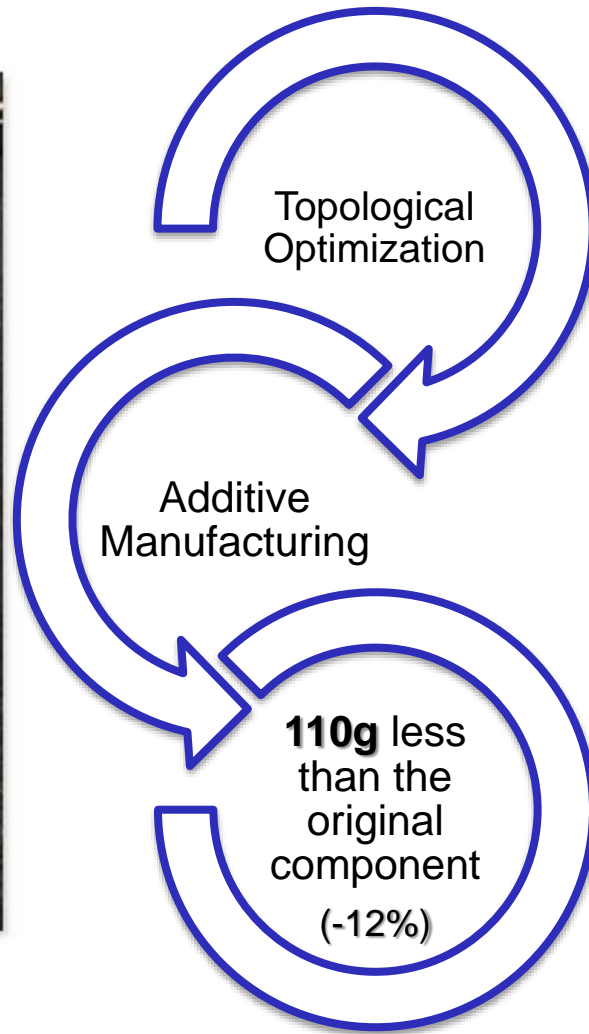 Topological
Optimization
Additive
Manufacturing
110g less
than the
original
component
(-12%)